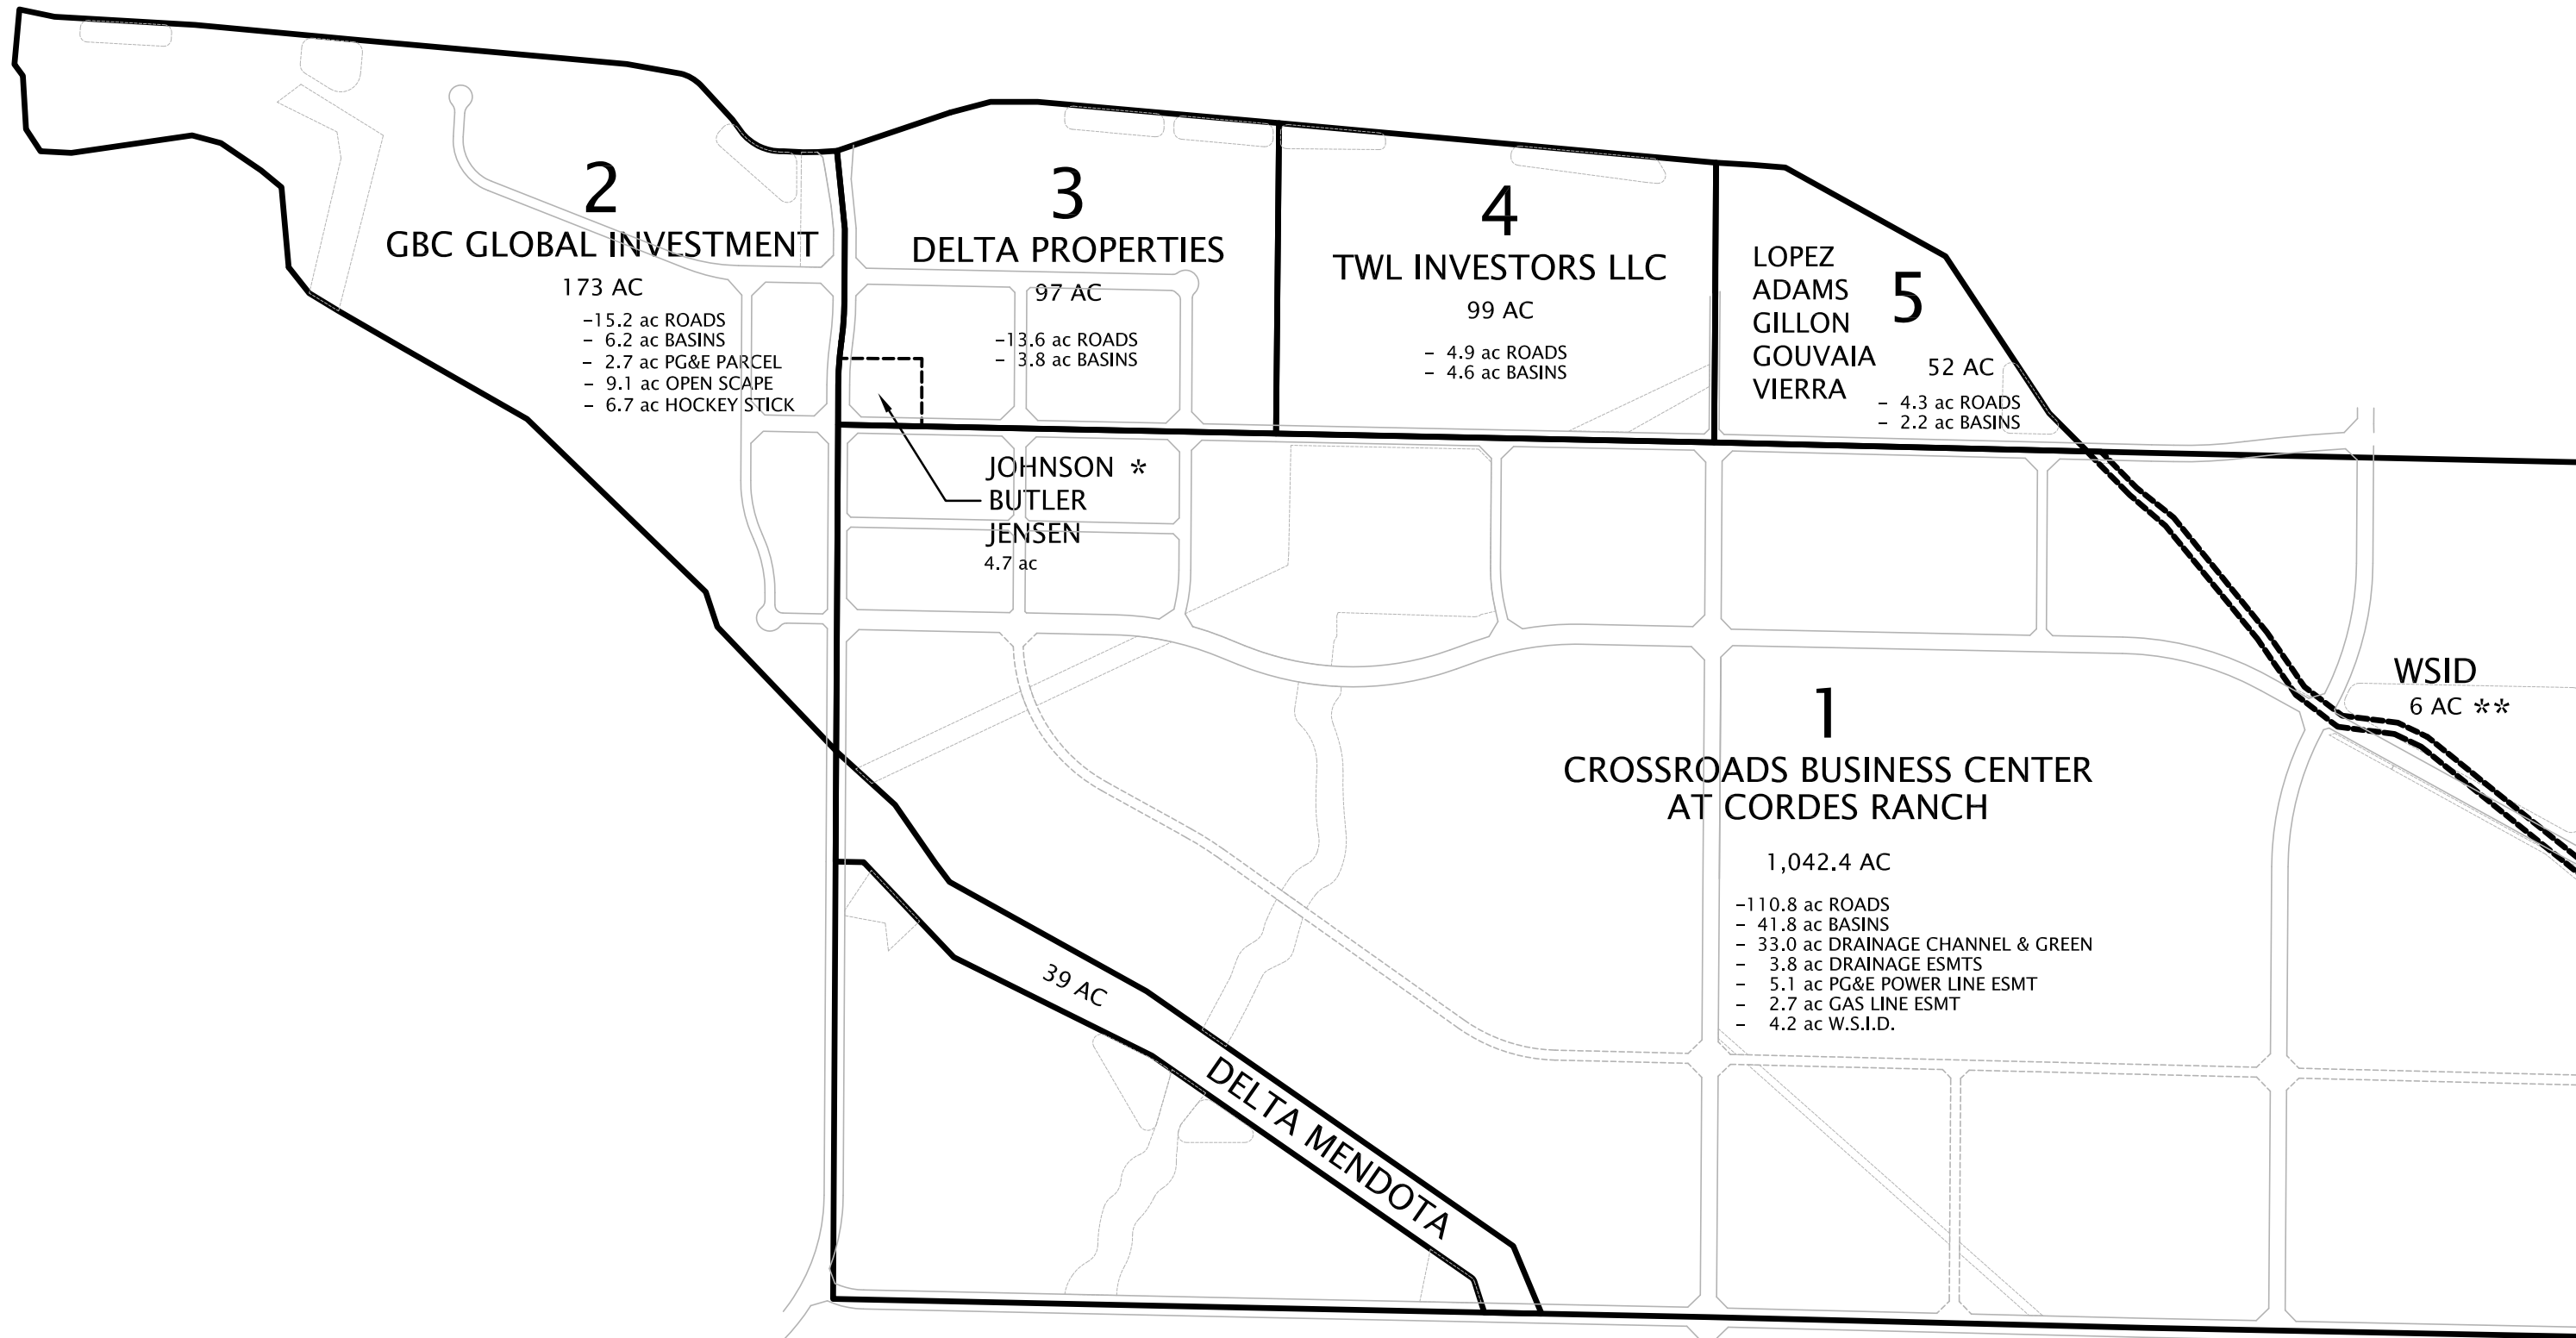 2
GBC GLOBAL INVESTMENT
173 AC
-15.2 ac ROADS
- 6.2 ac BASINS
- 2.7 ac PG&E PARCEL
- 9.1 ac OPEN SCAPE
- 6.7 ac HOCKEY STICK
3
DELTA PROPERTIES
97 AC
-13.6 ac ROADS
- 3.8 ac BASINS
4
TWL INVESTORS LLC
99 AC
- 4.9 ac ROADS
- 4.6 ac BASINS
LOPEZ
ADAMS
GILLON
GOUVAIA
VIERRA
5
52 AC
- 4.3 ac ROADS
- 2.2 ac BASINS
JOHNSON *
BUTLER
JENSEN
4.7 ac
WSID
6 AC **
1
CROSSROADS BUSINESS CENTER
AT CORDES RANCH
1,042.4 AC
-110.8 ac ROADS
- 41.8 ac BASINS
- 33.0 ac DRAINAGE CHANNEL & GREEN
- 3.8 ac DRAINAGE ESMTS
- 5.1 ac PG&E POWER LINE ESMT
- 2.7 ac GAS LINE ESMT
- 4.2 ac W.S.I.D.
39 AC
DELTA MENDOTA